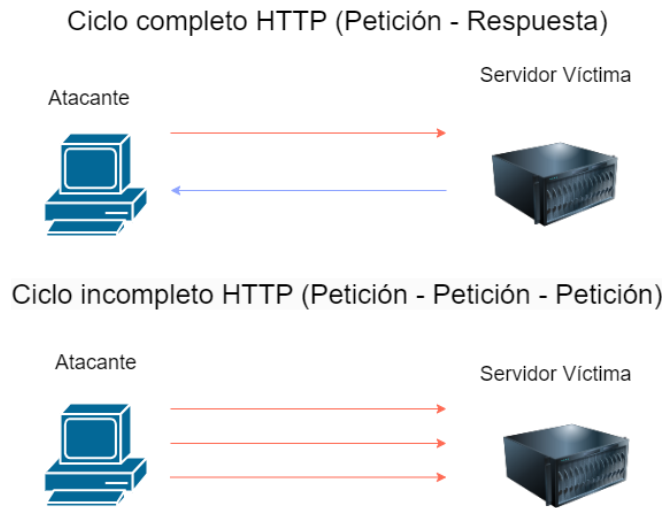 Ciclo completo HTTP (Petición - Respuesta)
Servidor Víctima
Atacante
Ciclo incompleto HTTP (Petición - Petición - Petición)
Atacante
Servidor Víctima